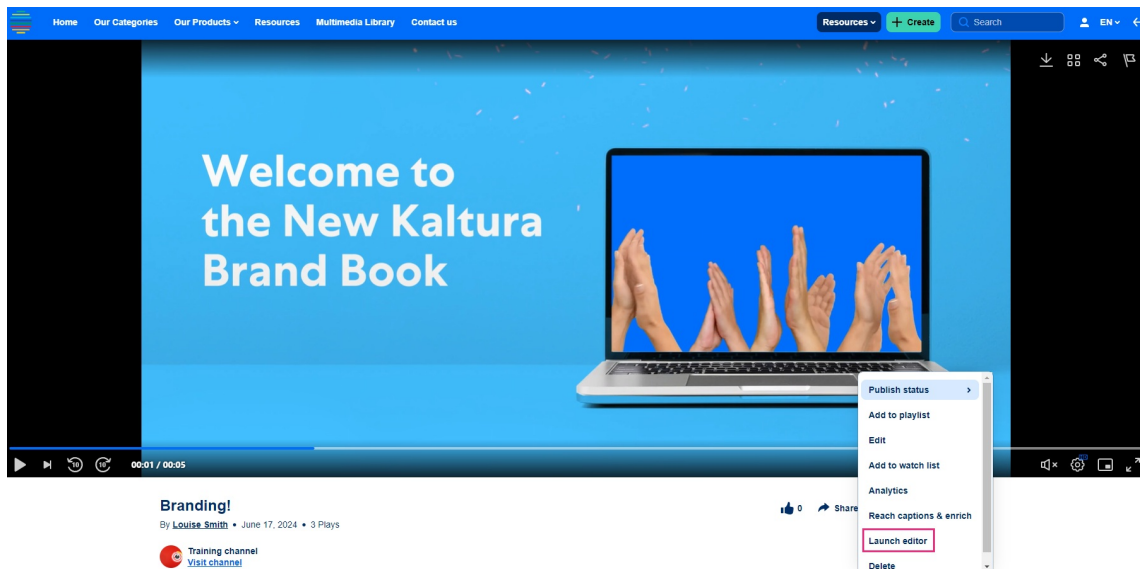 Home Our Categories Our Products Resources Multimedia Library Contact us Resources + Create Search EN
Welcome to
the New Kaltura
Brand Book
Publish status
Add to playlist
Edit
Add to watch list
Analytics
Reach captions & enrich
Launch editor
Delete
10 10 00:01 / 00:05
Branding!
By Louise Smith • June 17, 2024 • 3 Plays
0 Share
Training channel
Visit channel